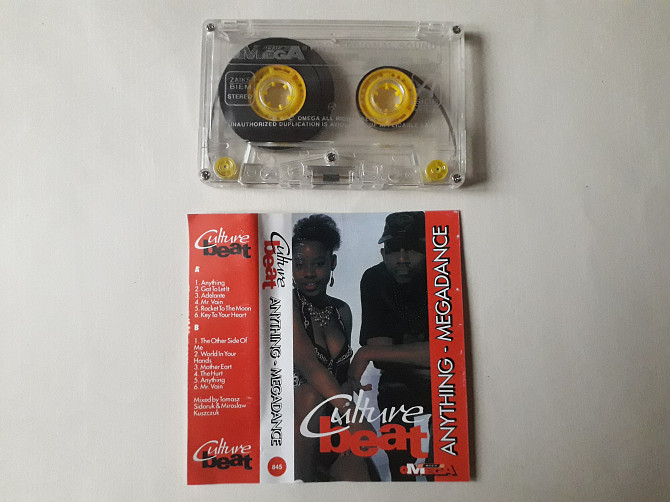 OMEGA
ZAIKS
BIEM
STEREO
OMEGA ALL
UNAUTHORIZED DUPLICATION IS
Culture
beat
A
1. Anything
2. Got To Let It
3. Adelante
4. Mr. Vain
5. Rocket To The Moon
6. Key To Your Heart
B
1. The Other Side Of
Me
2. World In Your
Hands
3. Mother Eart
4. The Hurt
5. Anything
6. Mr. Vain
Mixed by Tomasz
Sidoruk & Miroslaw
Kuszczuk
Culture
beat
Culture
beat
ANYTHING - MEGADANCE
845
Culture
beat
OMEGA
ANYTHING - MEGADANCE